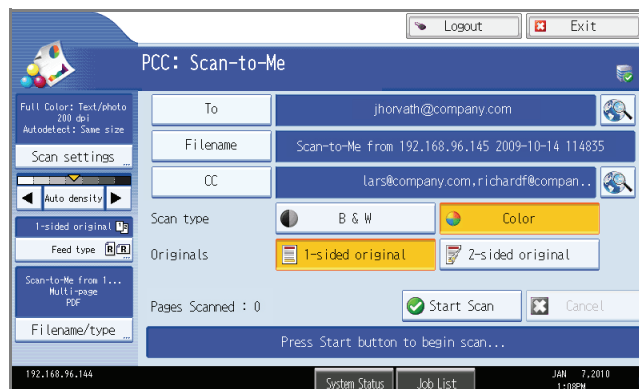 Logout
Exit
PCC: Scan-to-Me
Full Color: Text/photo
200 dpi
Autodetect: Same size
Scan settings
Auto density
1-sided original
Feed type
Scan-to-Me from 1...
Multi-page
PDF
Filename/type
To
jhorvath@company.com
Filename
Scan-to-Me from 192.168.96.145 2009-10-14 114835
CC
lars@company.com,richardf@compan..
Scan type
B & W
Color
Originals
1-sided original
2-sided original
Pages Scanned : 0
Start Scan
Cancel
Press Start button to begin scan...
192.168.96.144
System Status
Job List
JAN 7,2010
1:08PM